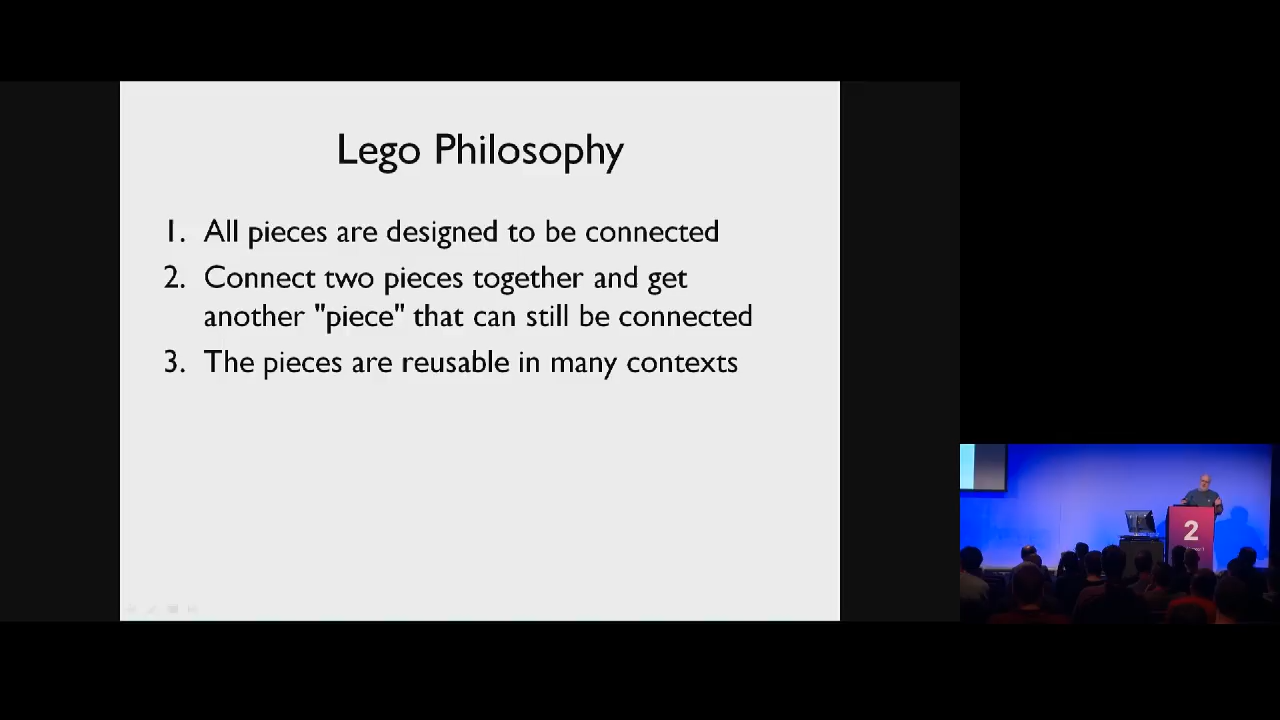 Lego Philosophy
1. All pieces are designed to be connected
2. Connect two pieces together and get
another "piece" that can still be connected
3. The pieces are reusable in many contexts
2